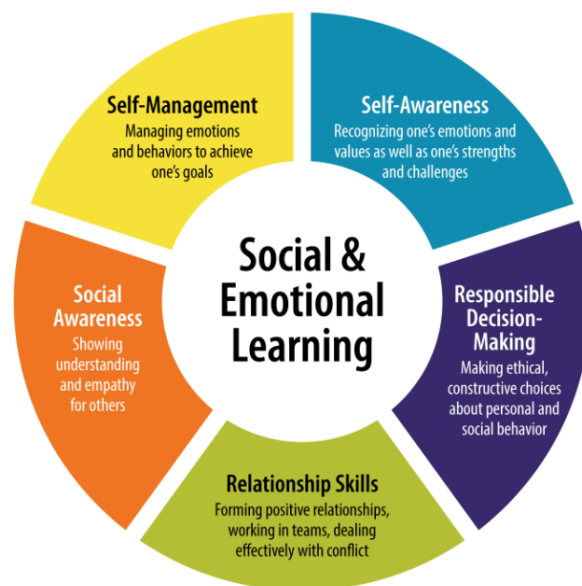 Self-Management
Managing emotions
and behaviors to achieve
one's goals
Self-Awareness
Recognizing one's emotions and
values as well as one's strengths
and challenges
Social &
Emotional
Learning
Social
Awareness
Showing
understanding
and empathy
for others
Responsible
Decision-
Making
Making ethical,
constructive choices
about personal and
social behavior
Relationship Skills
Forming positive relationships,
working in teams, dealing
effectively with conflict